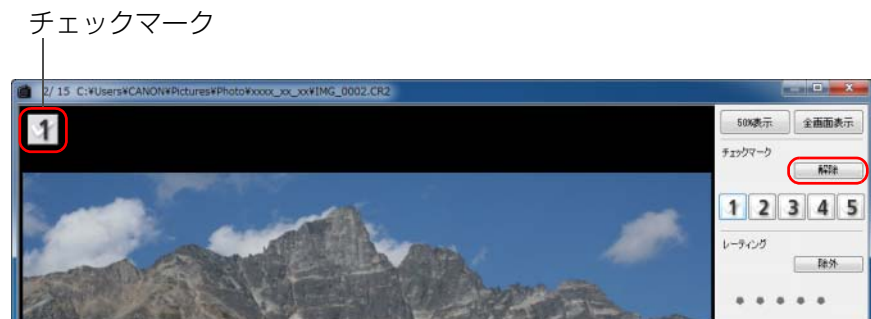 チェックマーク
2/ 15 C:¥Users¥CANON¥Pictures¥Photo¥xxxx_xx_xx¥IMG_0002.CR2
1
50%表示 全画面表示
チェックマーク
解除
1 2 3 4 5
レーティング
除外